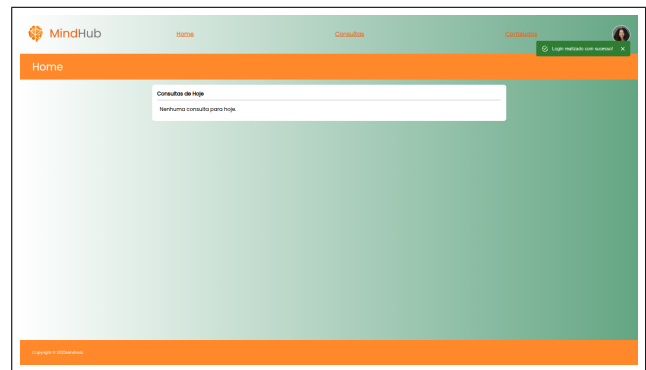 MindHub
Home
Consultas
Login realizado com sucesso!
Home
Consultas de Hoje
Nenhuma consulta para hoje.